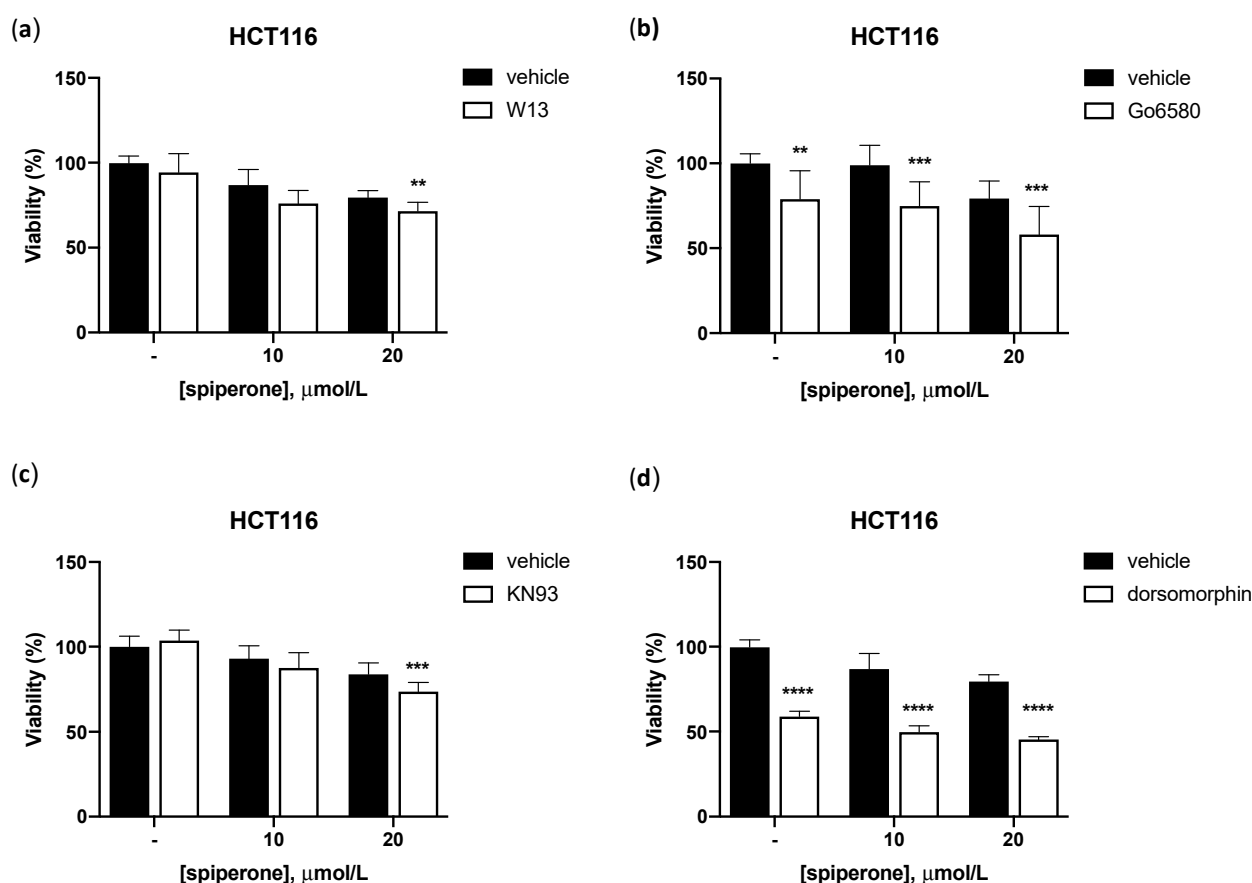 (a)
HCT116
vehicle
W13
150
100
50
0
Viability (%)
**
- 10 20
[spiperone], μmol/L
(b)
HCT116
vehicle
Go6580
150
100
50
0
Viability (%)
** *** ***
- 10 20
[spiperone], μmol/L
(c)
HCT116
vehicle
KN93
150
100
50
0
Viability (%)
***
- 10 20
[spiperone], μmol/L
(d)
HCT116
vehicle
dorsomorphin
150
100
50
0
Viability (%)
**** **** ****
- 10 20
[spiperone], μmol/L